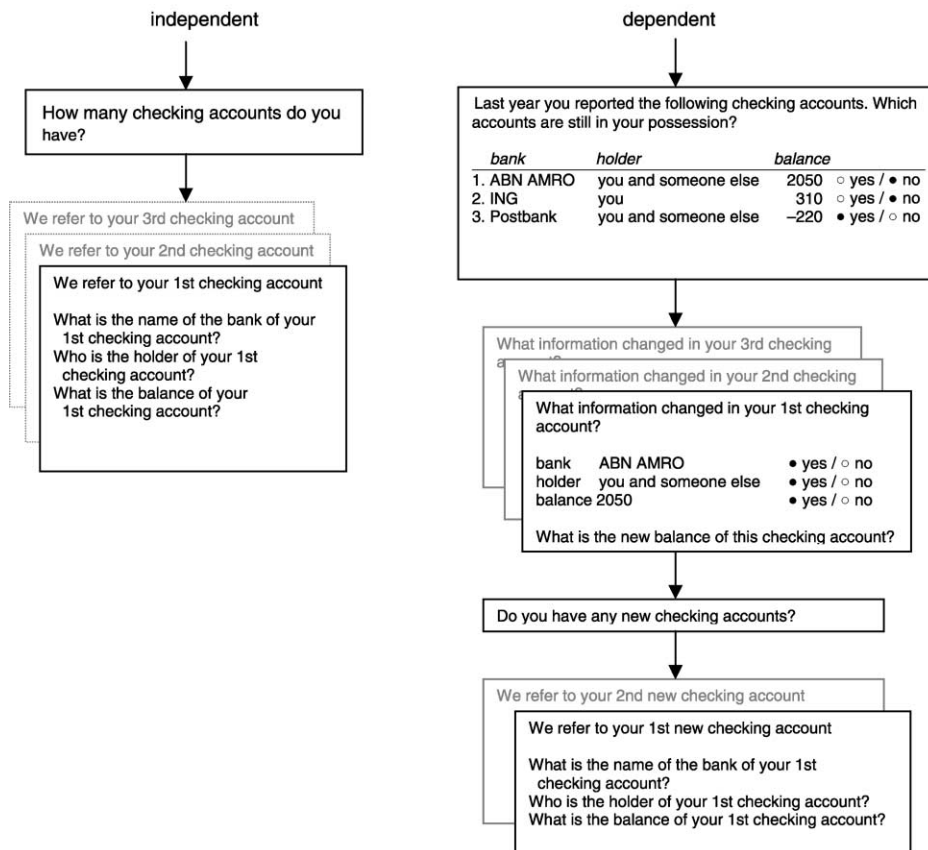 independent
How many checking accounts do you
have?
We refer to your 3rd checking account
We refer to your 2nd checking account
We refer to your 1st checking account
What is the name of the bank of your
1st checking account?
Who is the holder of your 1st
checking account?
What is the balance of your
1st checking account?
dependent
Last year you reported the following checking accounts. Which
accounts are still in your possession?
bank holder balance
1. ABN AMRO you and someone else 2050 ○ yes / ● no
2. ING you 310 ○ yes / ● no
3. Postbank you and someone else –220 ● yes / ○ no
What information changed in your 3rd checking
What information changed in your 2nd checking
What information changed in your 1st checking
account?
bank ABN AMRO ● yes / ○ no
holder you and someone else ● yes / ○ no
balance 2050 ● yes / ○ no
What is the new balance of this checking account?
Do you have any new checking accounts?
We refer to your 2nd new checking account
We refer to your 1st new checking account
What is the name of the bank of your 1st
checking account?
Who is the holder of your 1st checking account?
What is the balance of your 1st checking account?